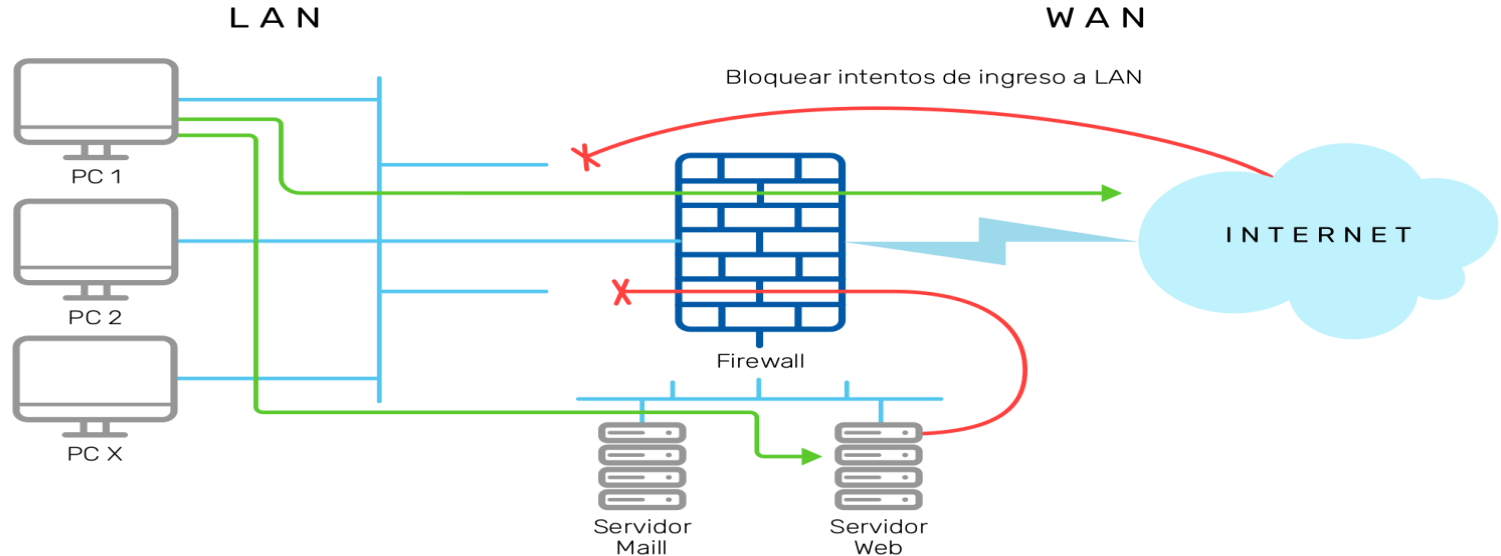 LAN
WAN
Bloquear intentos de ingreso a LAN
PC 1
INTERNET
PC 2
Firewall
PC X
Servidor
Maill
Servidor
Web